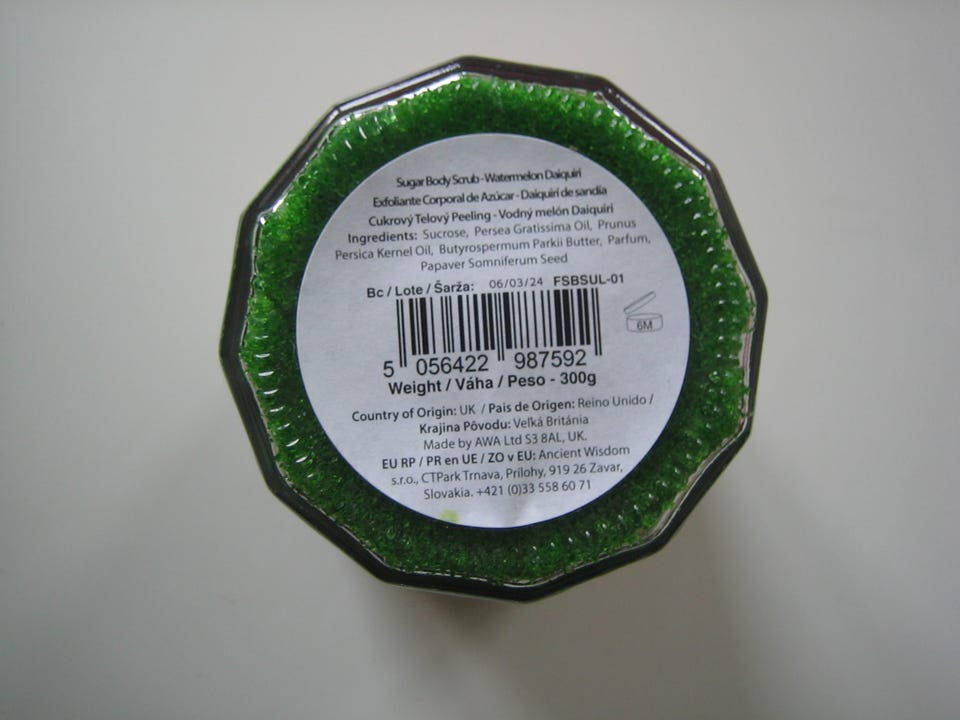 Sugar Body Scrub - Watermelon Daiquiri
Exfoliante Corporal de Azúcar - Daiquirí de sandía
Cukrový Telový Peeling - Vodný melón Daiquiri
Ingredients: Sucrose, Persea Gratissima Oil, Prunus
Persica Kernel Oil, Butyrospermum Parkii Butter, Parfum,
Papaver Somniferum Seed
Bc / Lote / Šarža: 06/03/24 FSBSUL-01
6M
5 056422 987592
Weight / Váha / Peso - 300g
Country of Origin: UK / Pais de Origen: Reino Unido /
Krajina Pôvodu: Veľká Británia
Made by AWA Ltd S3 8AL, UK.
EU RP / PR en UE / ZO v EU: Ancient Wisdom
s.r.o., CTPark Trnava, Prílohy, 919 26 Zavar,
Slovakia. +421 (0)33 558 60 71